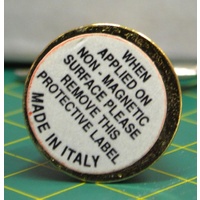 WHEN
APPLIED ON
NON - MAGNETIC
SURFACE PLEASE
REMOVE THIS
PROTECTIVE LABEL
MADE IN ITALY